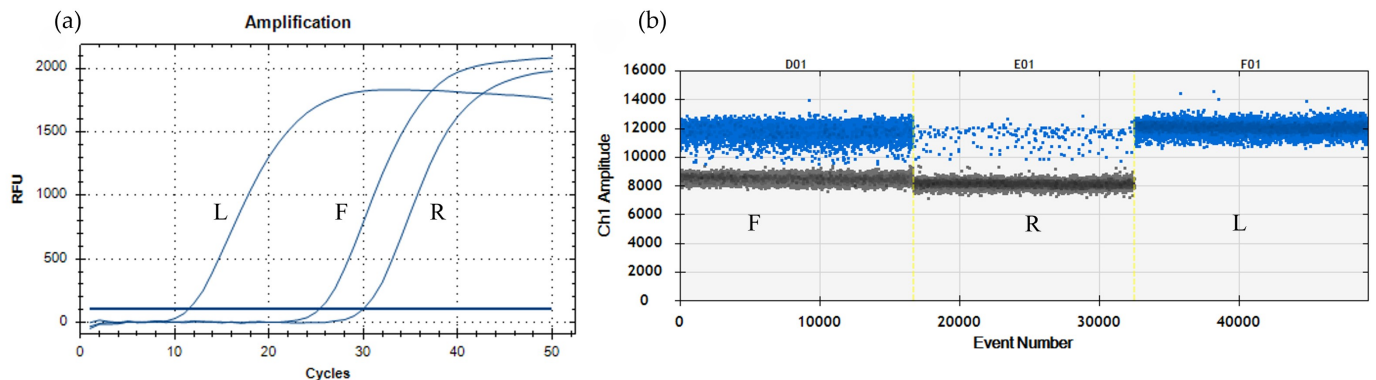 (a)
Amplification
RFU
2000
1500
1000
500
0
L
F
R
0 10 20 30 40 50
Cycles
(b)
D01 E01 F01
Ch1 Amplitude
16000
14000
12000
10000
8000
6000
4000
2000
0
F R L
0 10000 20000 30000 40000
Event Number